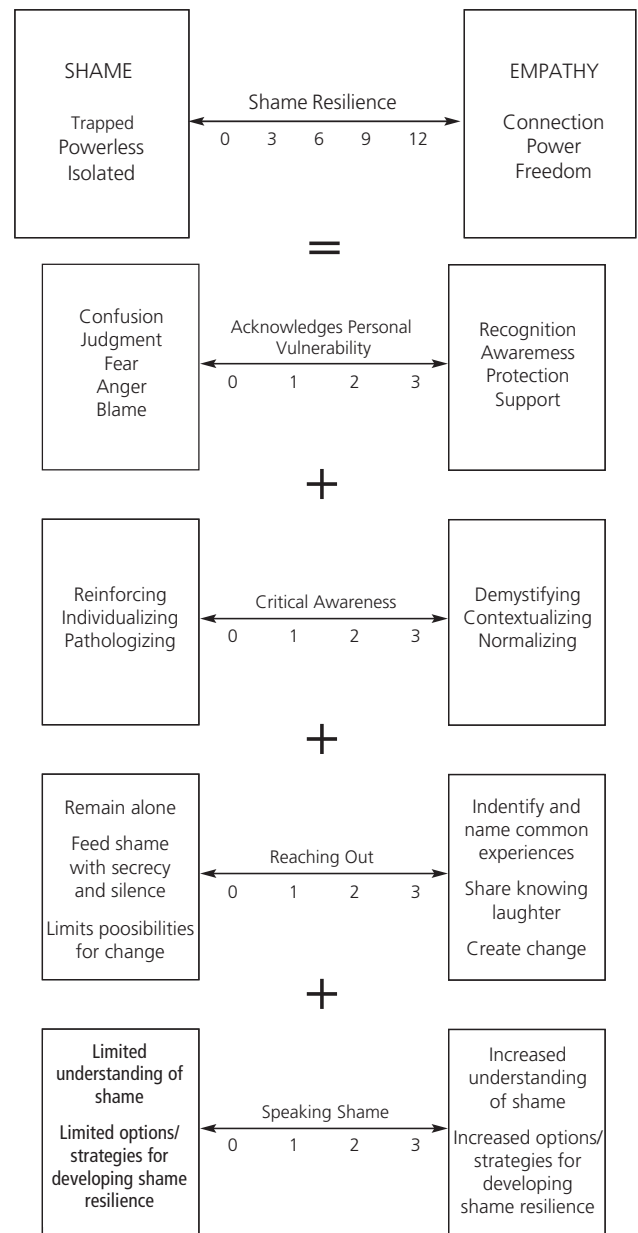 SHAME
Trapped
Powerless
Isolated
Shame Resilience
0 3 6 9 12
EMPATHY
Connection
Power
Freedom
=
Confusion
Judgment
Fear
Anger
Blame
Acknowledges Personal
Vulnerability
0 1 2 3
Recognition
Awaremess
Protection
Support
+
Reinforcing
Individualizing
Pathologizing
Critical Awareness
0 1 2 3
Demystifying
Contextualizing
Normalizing
+
Remain alone
Feed shame
with secrecy
and silence
Limits poosibilities
for change
Reaching Out
0 1 2 3
Indentify and
name common
experiences
Share knowing
laughter
Create change
+
Limited
understanding of
shame
Limited options/
strategies for
developing shame
resilience
Speaking Shame
0 1 2 3
Increased
understanding
of shame
Increased options/
strategies for
developing
shame resilience